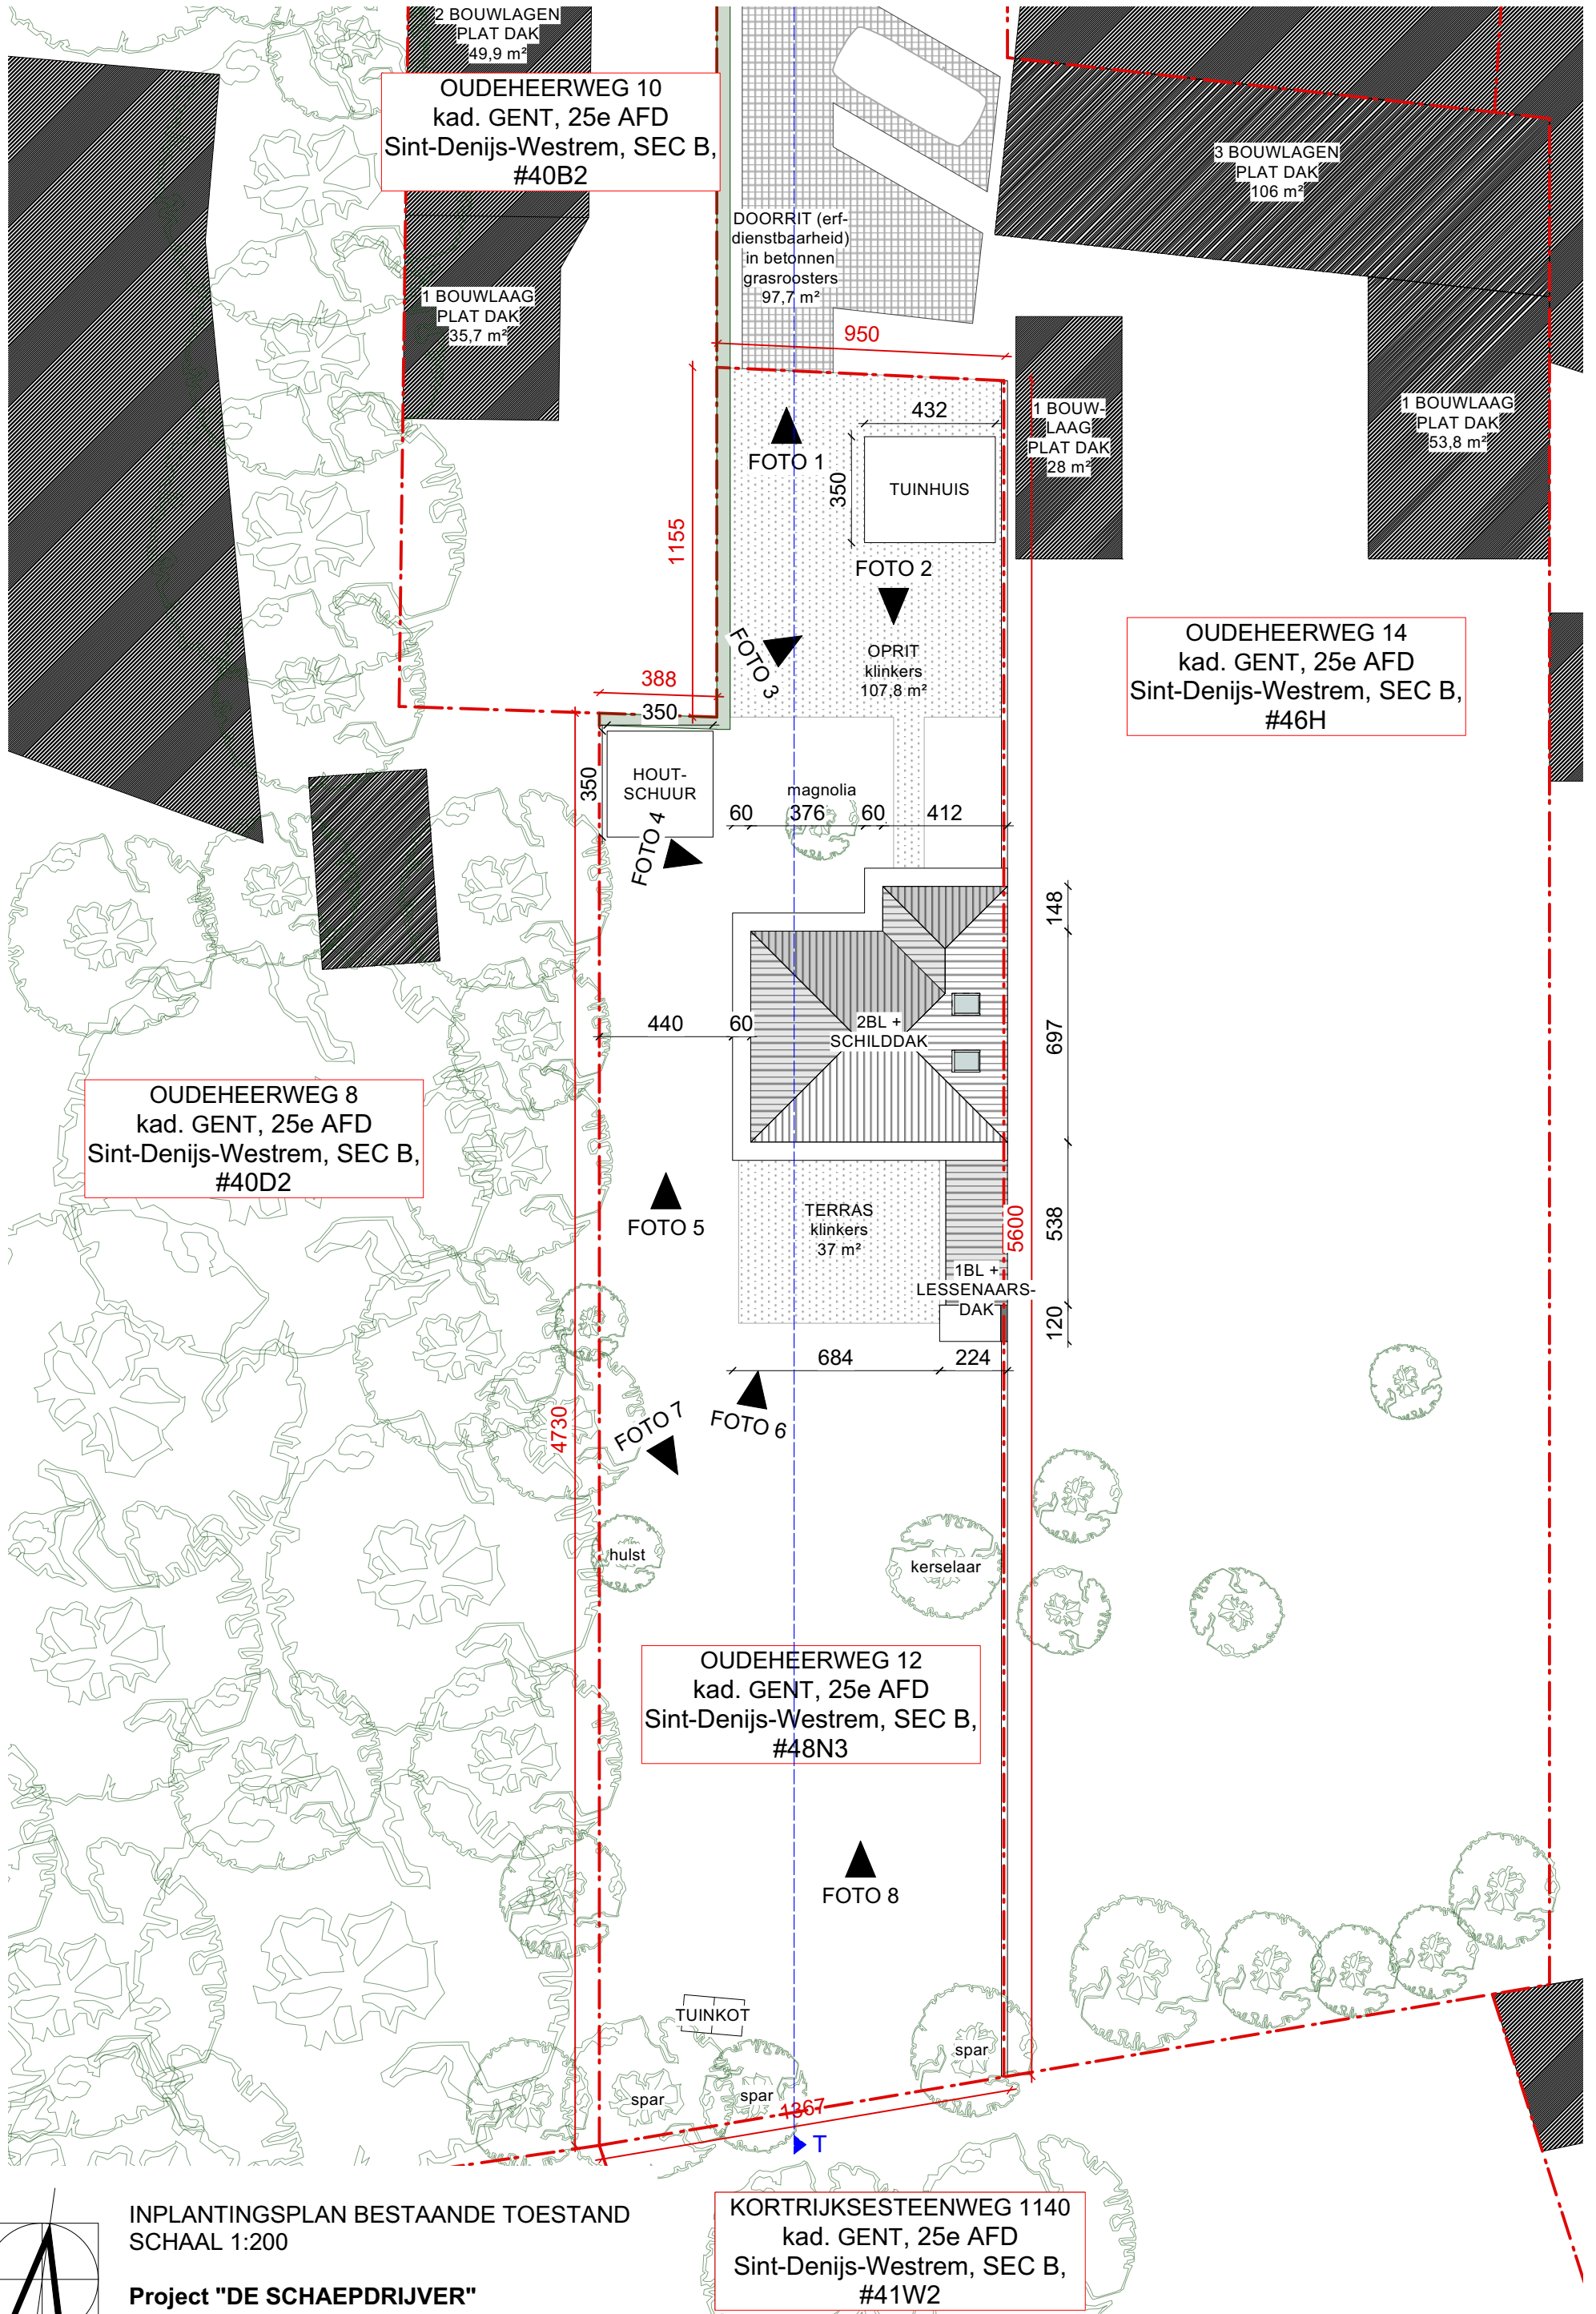 2 BOUWLAGEN
PLAT DAK
49,9 m²
OUDEHEERWEG 10
kad. GENT, 25e AFD
Sint-Denijs-Westrem, SEC B,
#40B2
3 BOUWLAGEN
PLAT DAK
106 m²
DOORRIT (erf-
dienstbaarheid)
in betonnen
grasroosters
97,7 m²
1 BOUWLAAG
PLAT DAK
35,7 m²
950
432
1 BOUW-
LAAG
PLAT DAK
28 m²
1 BOUWLAAG
PLAT DAK
53,8 m²
FOTO 1
350
TUINHUIS
1155
FOTO 2
FOTO 3
OPRIT
klinkers
107,8 m²
OUDEHEERWEG 14
kad. GENT, 25e AFD
Sint-Denijs-Westrem, SEC B,
#46H
388
350
350
HOUT-
SCHUUR
magnolia
60
376
60
412
FOTO 4
148
697
440
60
2BL +
SCHILDDAK
OUDEHEERWEG 8
kad. GENT, 25e AFD
Sint-Denijs-Westrem, SEC B,
#40D2
FOTO 5
TERRAS
klinkers
37 m²
5600
538
1BL +
LESSENAARS-
DAK
120
684
224
4730
FOTO 7
FOTO 6
hulst
kerselaar
OUDEHEERWEG 12
kad. GENT, 25e AFD
Sint-Denijs-Westrem, SEC B,
#48N3
FOTO 8
TUINKOT
spar
spar
spar
1367
T
INPLANTINGSPLAN BESTAANDE TOESTAND
SCHAAL 1:200
Project "DE SCHAEPDRIJVER"
KORTRIJKSESTEENWEG 1140
kad. GENT, 25e AFD
Sint-Denijs-Westrem, SEC B,
#41W2